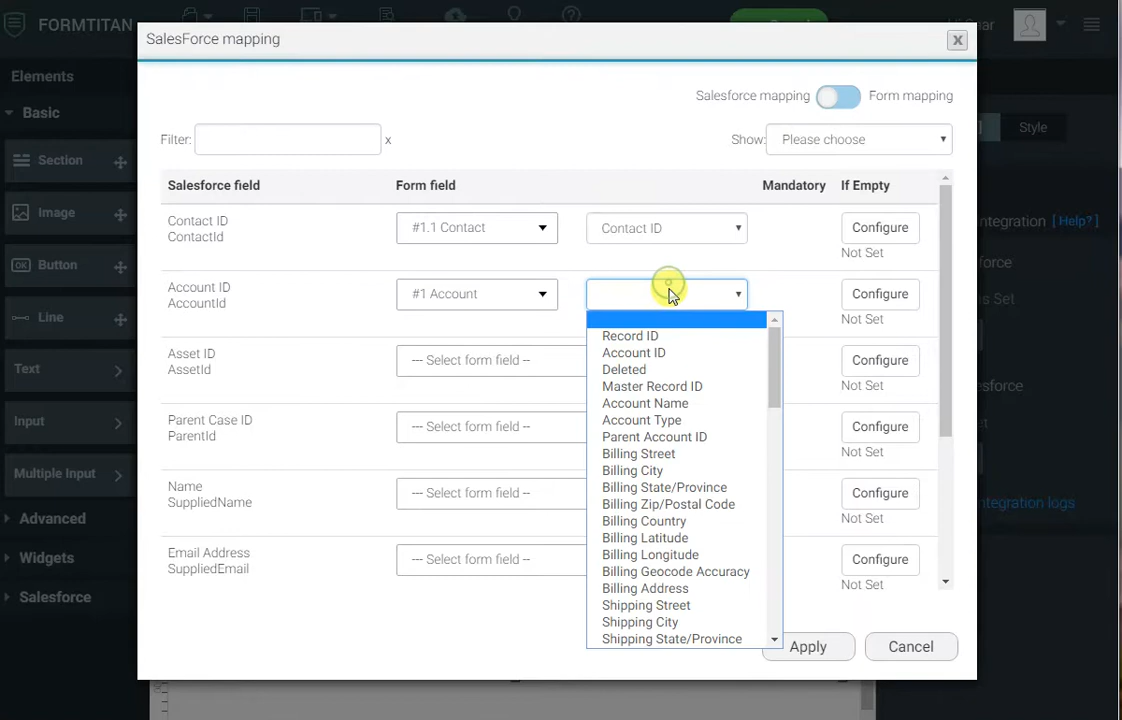 FORMTITAN
SalesForce mapping
X
Elements
Basic
Section
Image
OK Button
Line
Text
Input
Multiple Input
Advanced
Widgets
Salesforce
Salesforce mapping Form mapping
Filter: x Show: Please choose
Style
Salesforce field Form field Mandatory If Empty
Contact ID
ContactId
#1.1 Contact Contact ID Configure
Not Set
Account ID
AccountId
#1 Account Configure
Not Set
Asset ID
AssetId
--- Select form field -- Configure
Not Set
Parent Case ID
ParentId
--- Select form field -- Configure
Not Set
Name
SuppliedName
--- Select form field -- Configure
Not Set
Email Address
SuppliedEmail
--- Select form field -- Configure
Not Set
Record ID
Account ID
Deleted
Master Record ID
Account Name
Account Type
Parent Account ID
Billing Street
Billing City
Billing State/Province
Billing Zip/Postal Code
Billing Country
Billing Latitude
Billing Longitude
Billing Geocode Accuracy
Billing Address
Shipping Street
Shipping City
Shipping State/Province
Apply Cancel
[Help?]